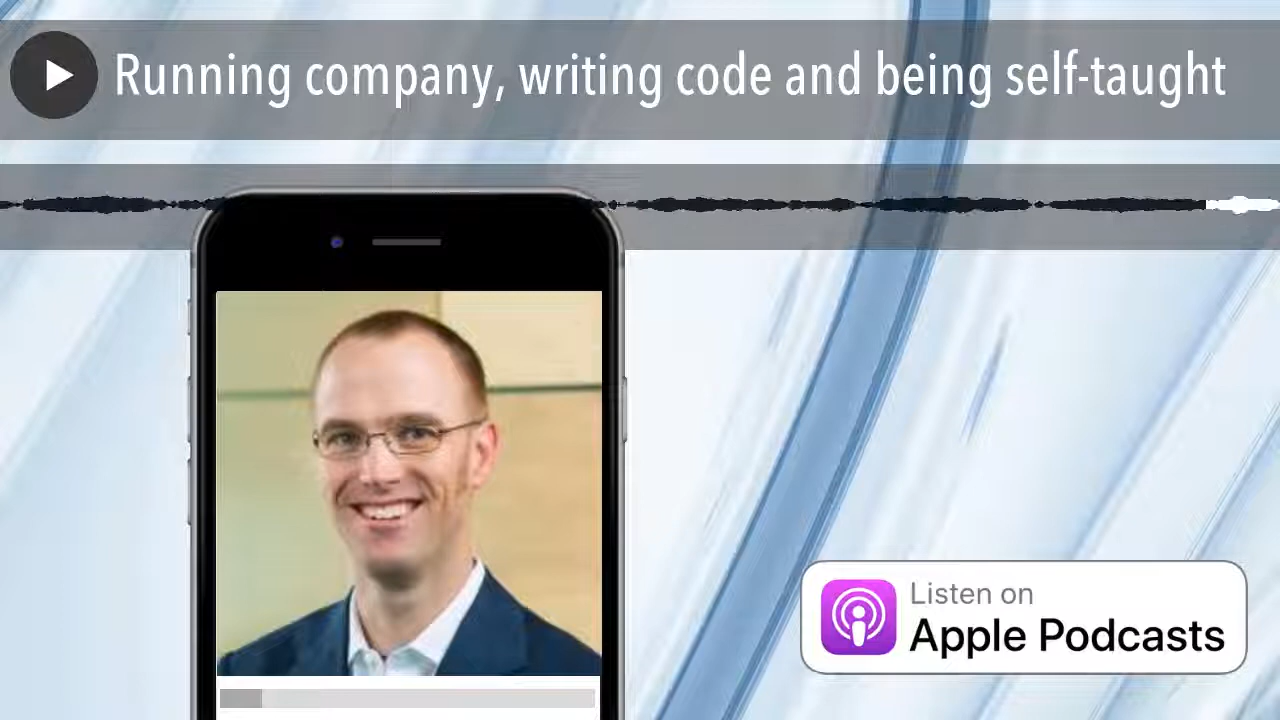 Running company, writing code and being self-taught
Listen on
Apple Podcasts